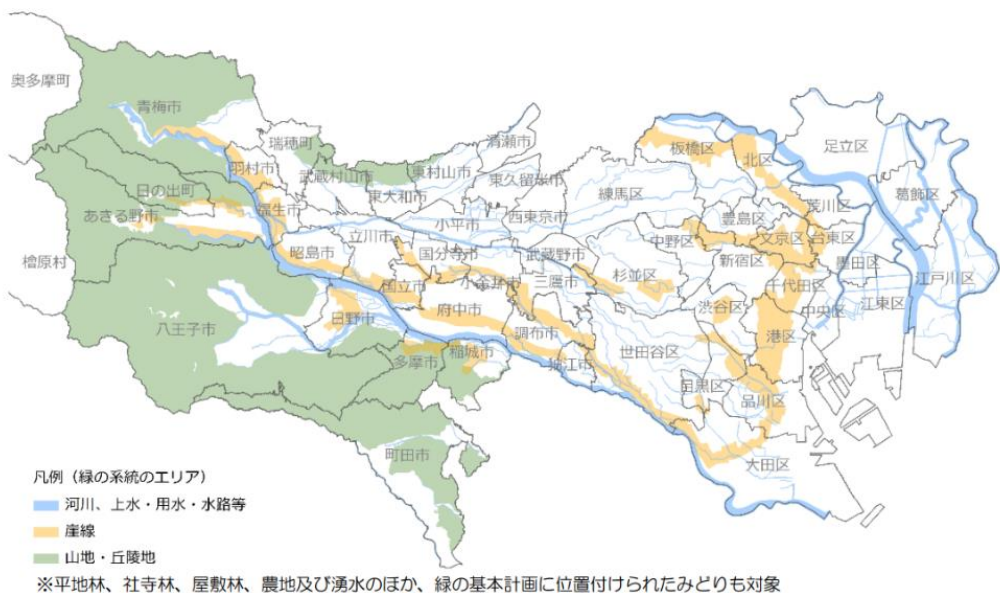 奥多摩町
青梅市
瑞穂町
清瀬市
板橋区
北区
足立区
羽村市
武蔵村山市
東村山市
東久留米市
練馬区
葛飾区
日の出町
東大和市
荒川区
あきる野市
福生市
小平市
西東京市
豊島区
立川市
中野区
文京区
台東区
檜原村
昭島市
国分寺市
武蔵野市
新宿区
墨田区
小金井市
三鷹市
杉並区
千代田区
江戸川区
国立市
渋谷区
中央区
江東区
八王子市
日野市
府中市
港区
調布市
世田谷区
多摩市
稲城市
狛江市
目黒区
品川区
町田市
大田区
凡例（緑の系統のエリア）
河川、上水・用水・水路等
崖線
山地・丘陵地
※平地林、社寺林、屋敷林、農地及び湧水のほか、緑の基本計画に位置付けられたみどりも対象